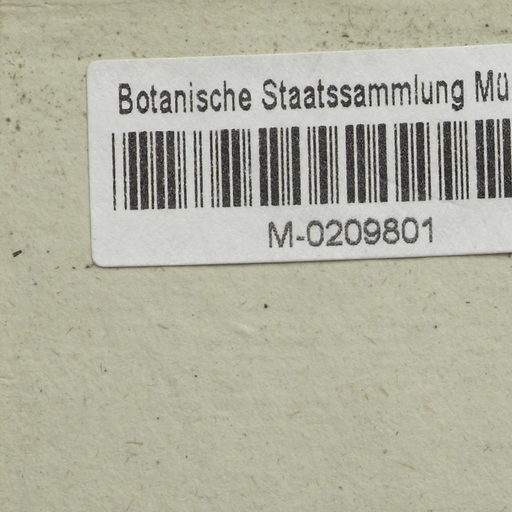 Botanische Staatssammlung Mü
M-0209801